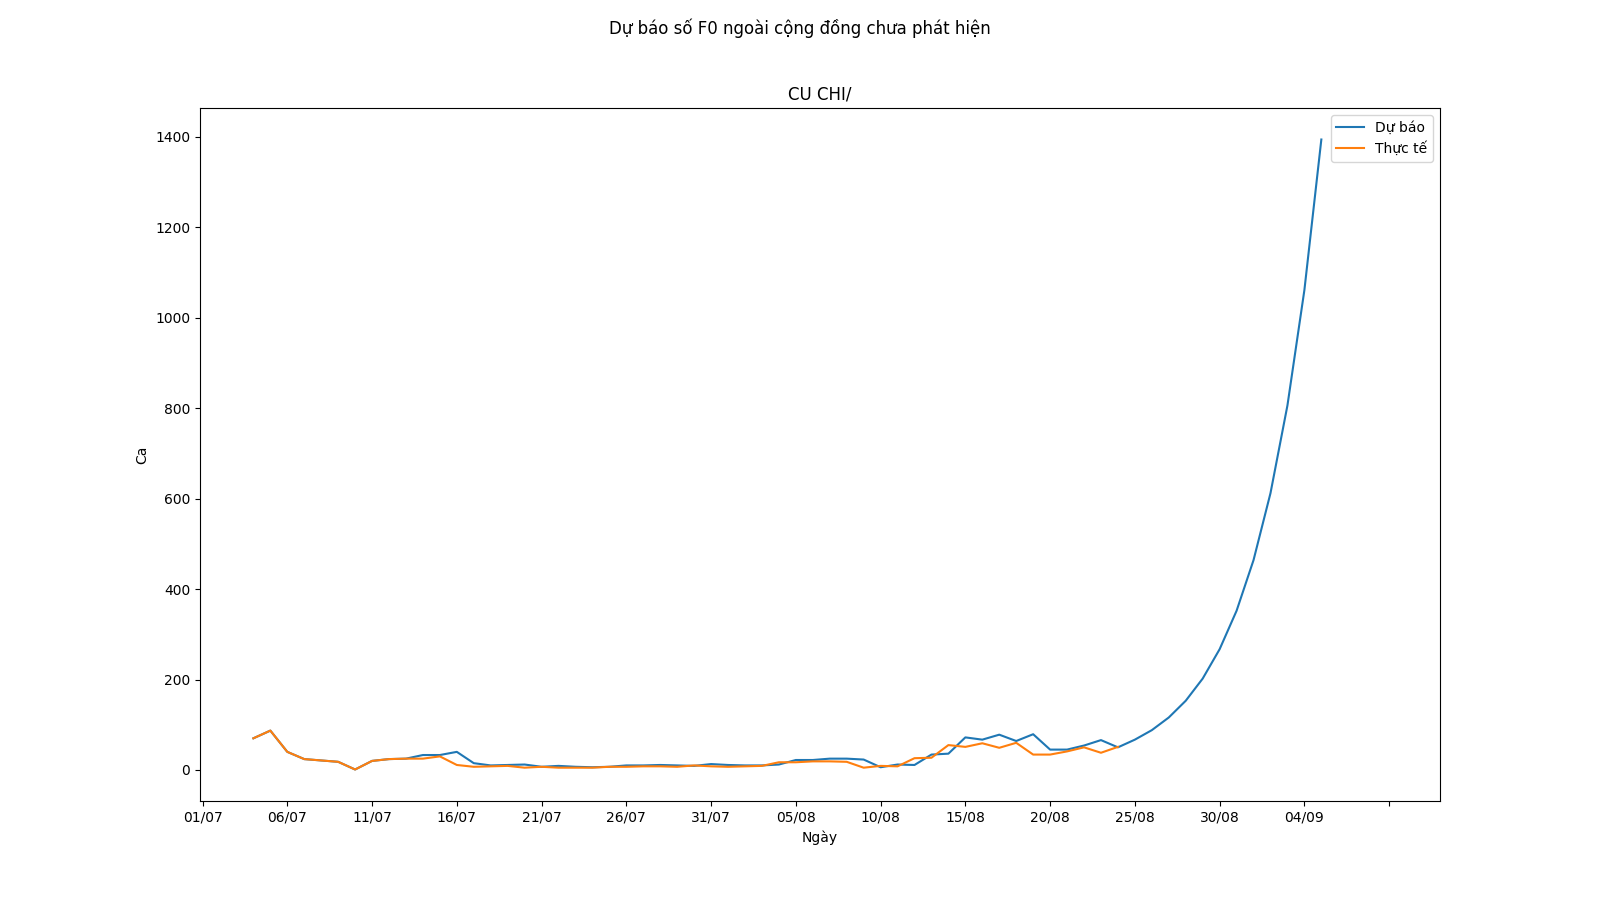 Dự báo số F0 ngoài cộng đồng chưa phát hiện
CU CHI/
Dự báo
Thực tế
1400
1200
1000
800
600
400
200
0
Ca
01/07 06/07 11/07 16/07 21/07 26/07 31/07 05/08 10/08 15/08 20/08 25/08 30/08 04/09
Ngày